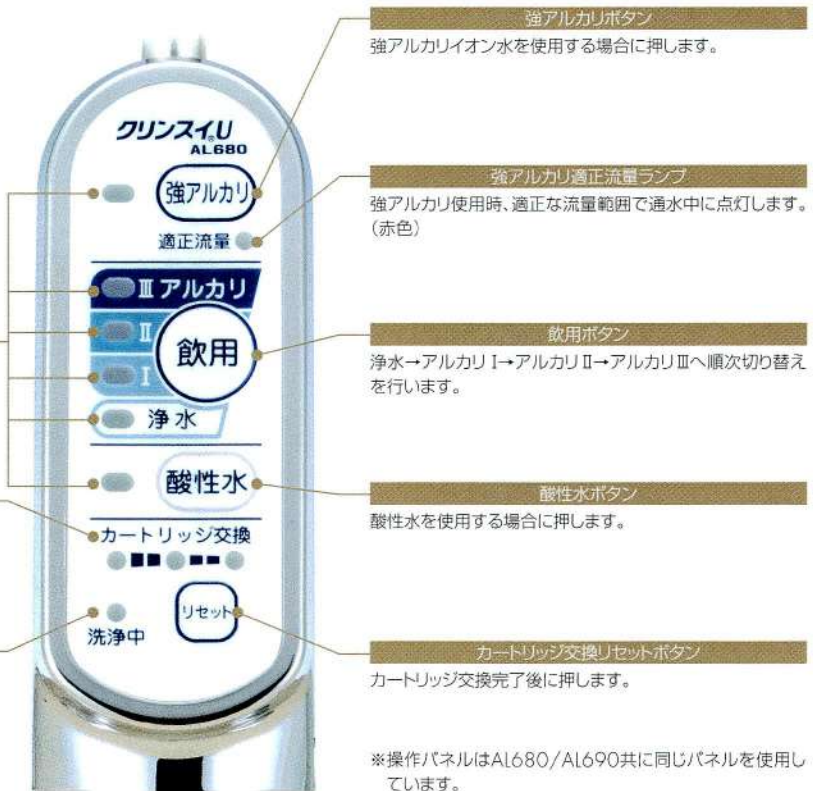 クリンスイ®U
AL680
強アルカリ
適正流量
Ⅲ アルカリ
Ⅱ
Ⅰ
飲用
浄水
酸性水
カートリッジ交換
洗浄中
リセット
強アルカリボタン
強アルカリイオン水を使用する場合に押します。
強アルカリ適正流量ランプ
強アルカリ使用時、適正な流量範囲で通水中に点灯します。
(赤色)
飲用ボタン
浄水→アルカリⅠ→アルカリⅡ→アルカリⅢへ順次切り替え
を行います。
酸性水ボタン
酸性水を使用する場合に押します。
カートリッジ交換リセットボタン
カートリッジ交換完了後に押します。
※操作パネルはAL680/AL690共に同じパネルを使用し
ています。